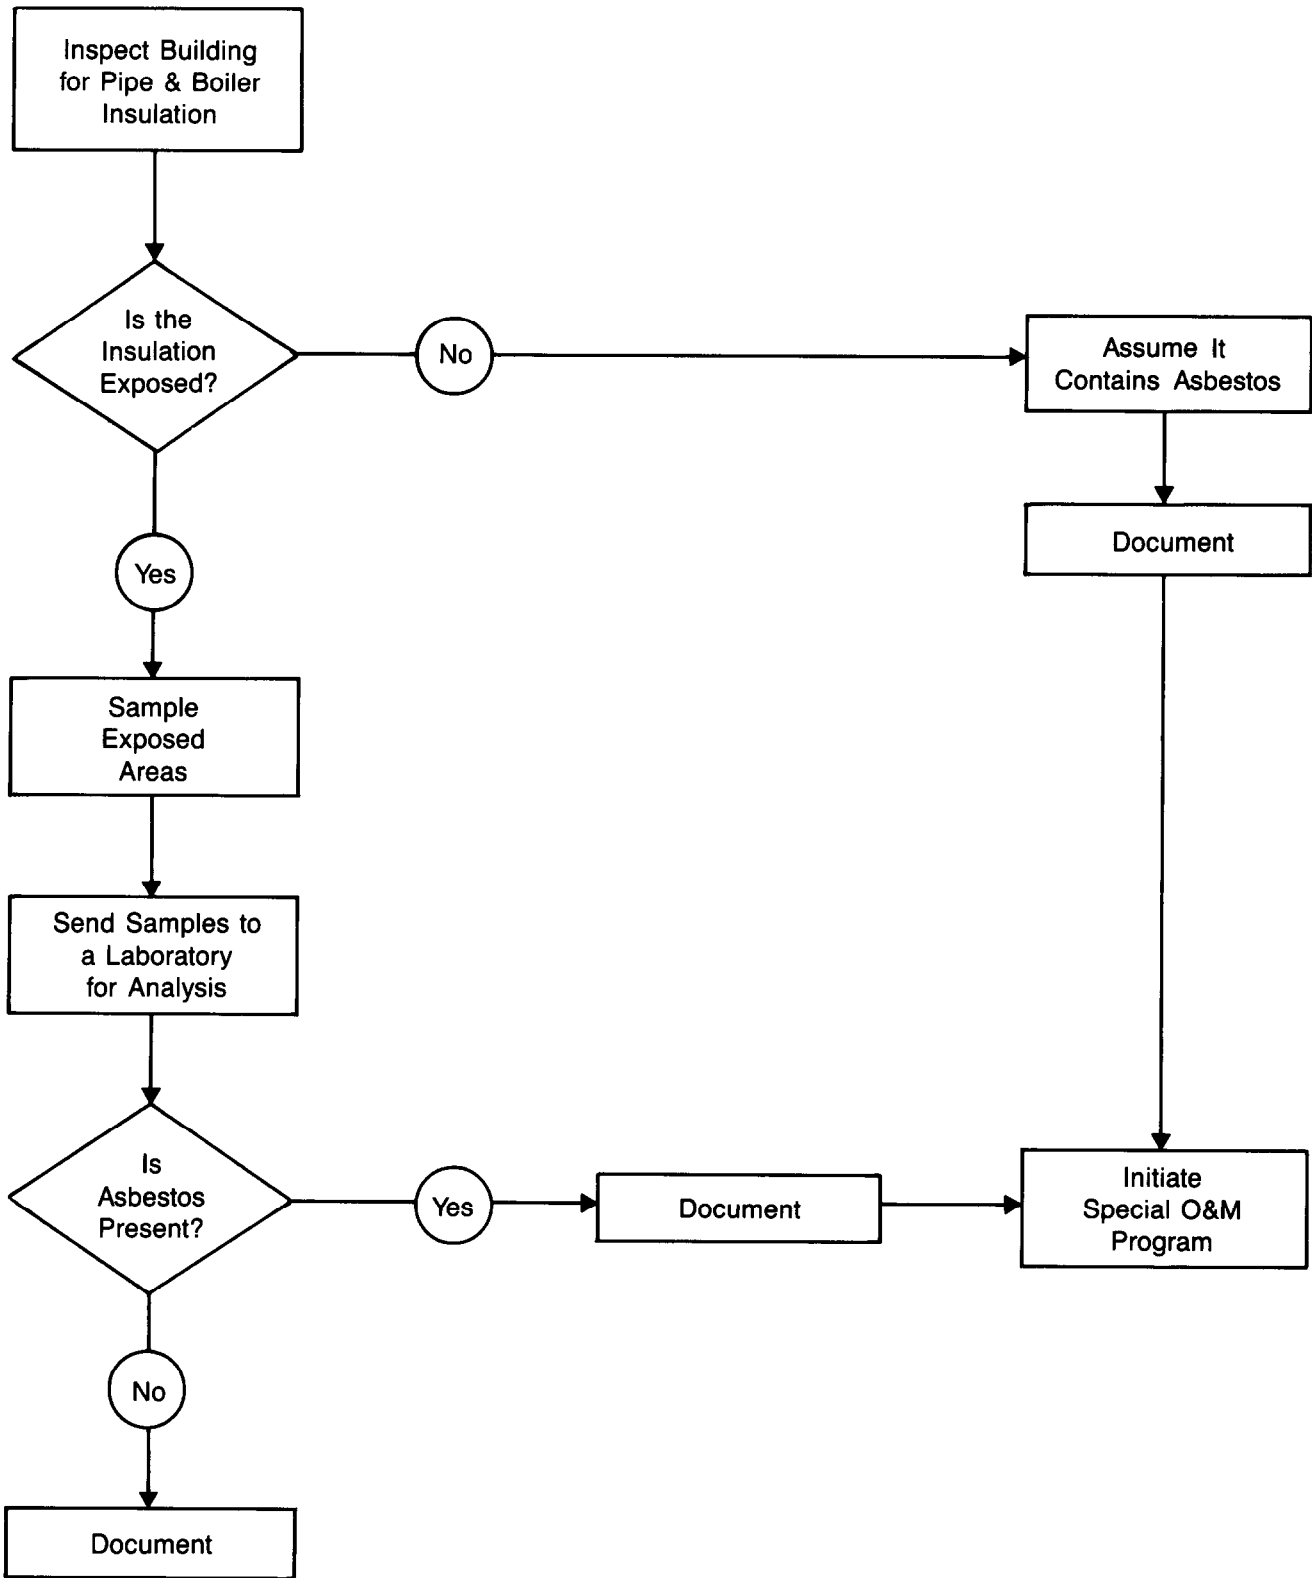 Inspect Building
for Pipe & Boiler
Insulation
Is the
Insulation
Exposed?
No
Assume It
Contains Asbestos
Document
Yes
Sample
Exposed
Areas
Send Samples to
a Laboratory
for Analysis
Is
Asbestos
Present?
Yes
Document
Initiate
Special O&M
Program
No
Document